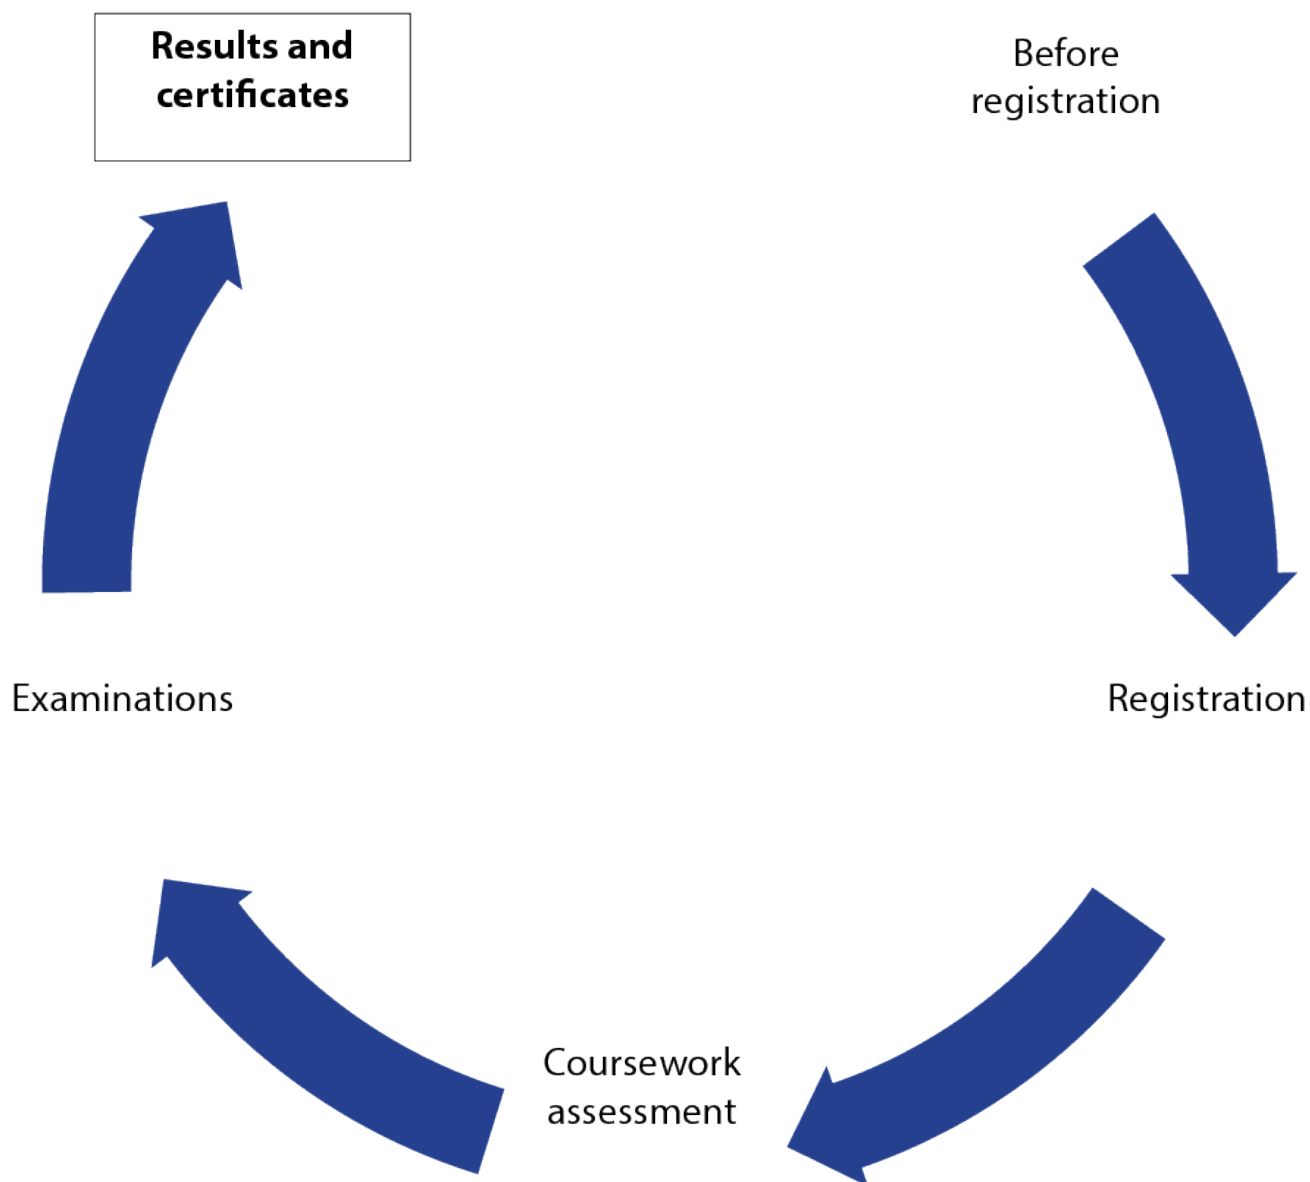 Results and
certificates
Before
registration
Examinations
Registration
Coursework
assessment